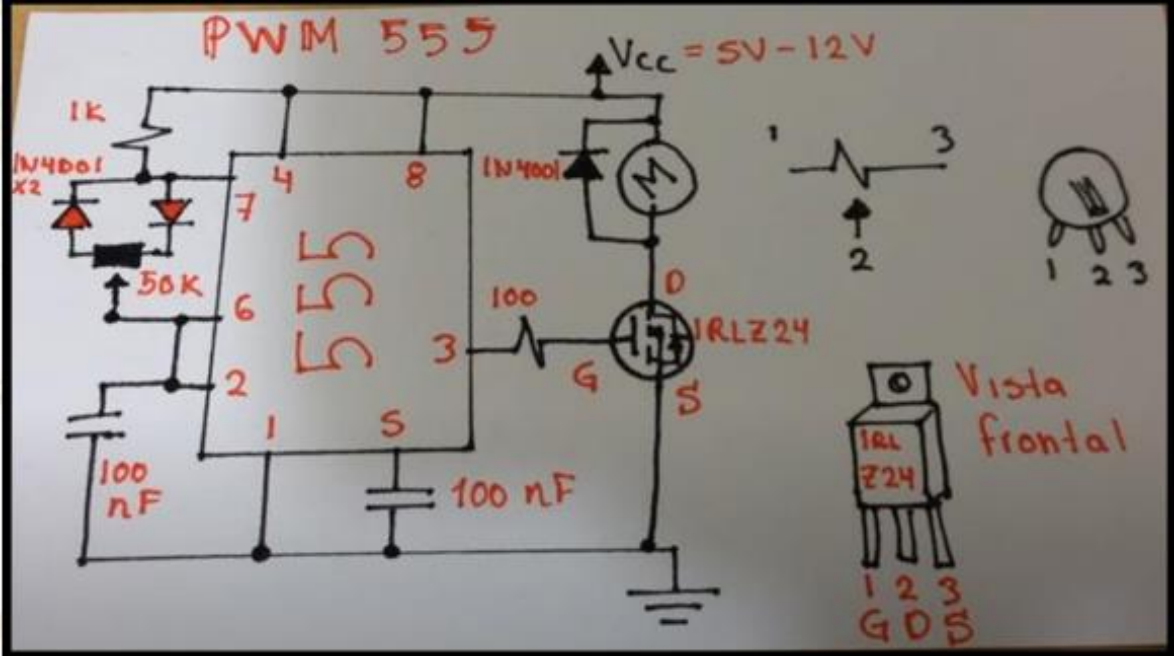 PWM 555
Vcc = 5V - 12V
1K
1N4001
X2
4
8
7
1N4001
M
1
3
2
1 2 3
50K
6
555
100
3
D
IRLZ24
G
S
2
1
5
100
nF
100 nF
Vista
frontal
IRL
Z24
1 2 3
G D S